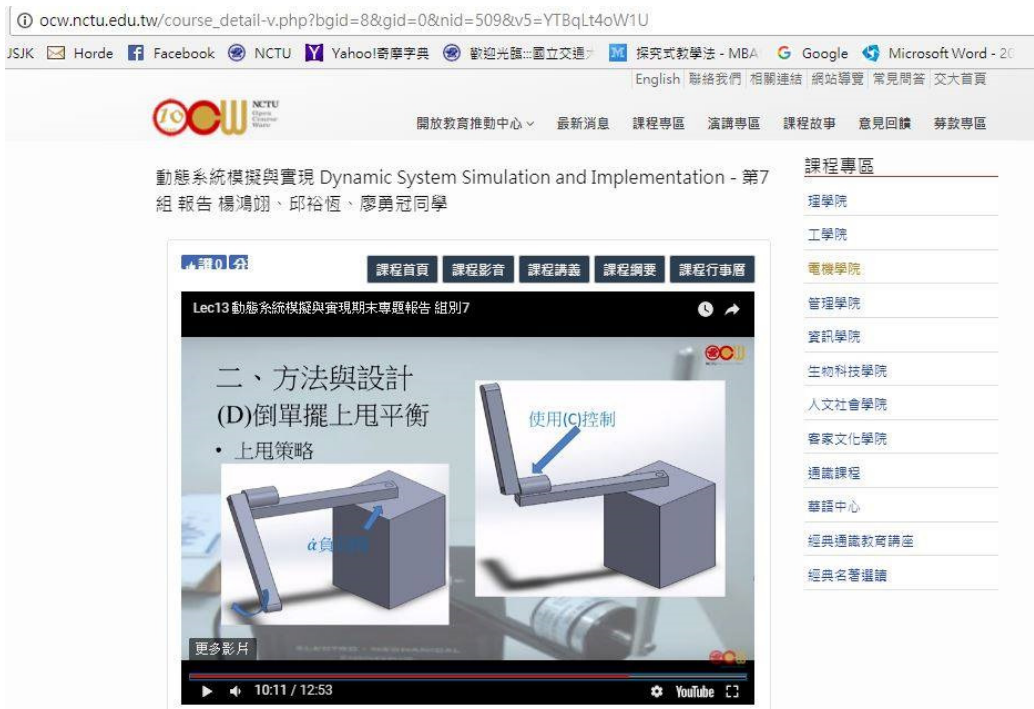 ocw.nctu.edu.tw/course_detail-v.php?bgid=8&gid=0&nid=509&v5=YTBqLt4oW1U
JSJK Horde Facebook NCTU Yahoo!奇摩字典 歡迎光臨:::國立交通 探究式教學法 - MBA Google Microsoft Word - 20
English 聯絡我們 相關連結 網站導覽 常見問答 交大首頁
NCTU
Open
Course
Ware
開放教育推動中心 最新消息 課程專區 演講專區 課程故事 意見回饋 募款專區
動態系統模擬與實現 Dynamic System Simulation and Implementation - 第7
組 報告 楊鴻翊、邱裕恆、廖勇冠同學
讚 0 分
課程首頁 課程影音 課程講義 課程綱要 課程行事曆
Lec13 動態系統模擬與實現期末專題報告 組別7
OCW
二、方法與設計
(D)倒單擺上甩平衡
• 上甩策略
使用(C)控制
α̇負
更多影片
10:11 / 12:53
YouTube
課程專區
理學院
工學院
電機學院
管理學院
資訊學院
生物科技學院
人文社會學院
客家文化學院
通識課程
華語中心
經典通識教育講座
經典名著選讀